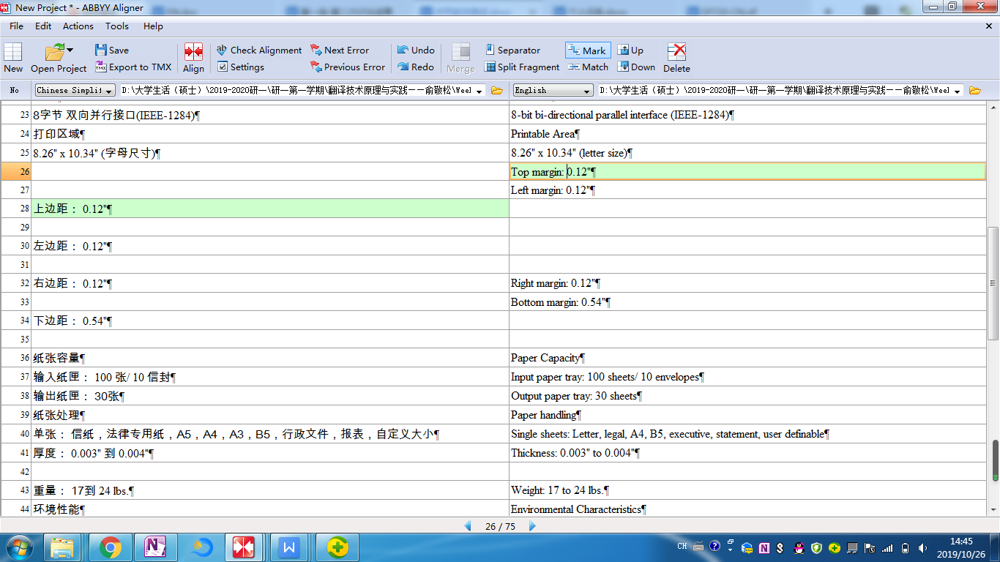 New Project * - ABBYY Aligner
File Edit Actions Tools Help
Save Check Alignment Next Error Undo Separator Mark Up
New Open Project Export to TMX Align Settings Previous Error Redo Merge Split Fragment Match Down Delete
No Chinese Simplif D:\大学生活（硕士）\2019-2020研一\研一第一学期\翻译技术原理与实践——俞敬松\Weel English D:\大学生活（硕士）\2019-2020研一\研一第一学期\翻译技术原理与实践——俞敬松\Weel
23 8字节 双向并行接口(IEEE-1284)¶ 8-bit bi-directional parallel interface (IEEE-1284)¶
24 打印区域¶ Printable Area¶
25 8.26" x 10.34" (字母尺寸)¶ 8.26" x 10.34" (letter size)¶
26 Top margin: 0.12"¶
27 Left margin: 0.12"¶
28 上边距： 0.12"¶
29
30 左边距： 0.12"¶
31
32 右边距： 0.12"¶ Right margin: 0.12"¶
33 Bottom margin: 0.54"¶
34 下边距： 0.54"¶
35
36 纸张容量¶ Paper Capacity¶
37 输入纸匣： 100 张/ 10 信封¶ Input paper tray: 100 sheets/ 10 envelopes¶
38 输出纸匣： 30张¶ Output paper tray: 30 sheets¶
39 纸张处理¶ Paper handling¶
40 单张： 信纸，法律专用纸，A5，A4，A3，B5，行政文件，报表，自定义大小¶ Single sheets: Letter, legal, A4, B5, executive, statement, user definable¶
41 厚度： 0.003" 到 0.004"¶ Thickness: 0.003" to 0.004"¶
42
43 重量： 17到 24 lbs.¶ Weight: 17 to 24 lbs.¶
44 环境性能¶ Environmental Characteristics¶
26 / 75
CH
14:45
2019/10/26